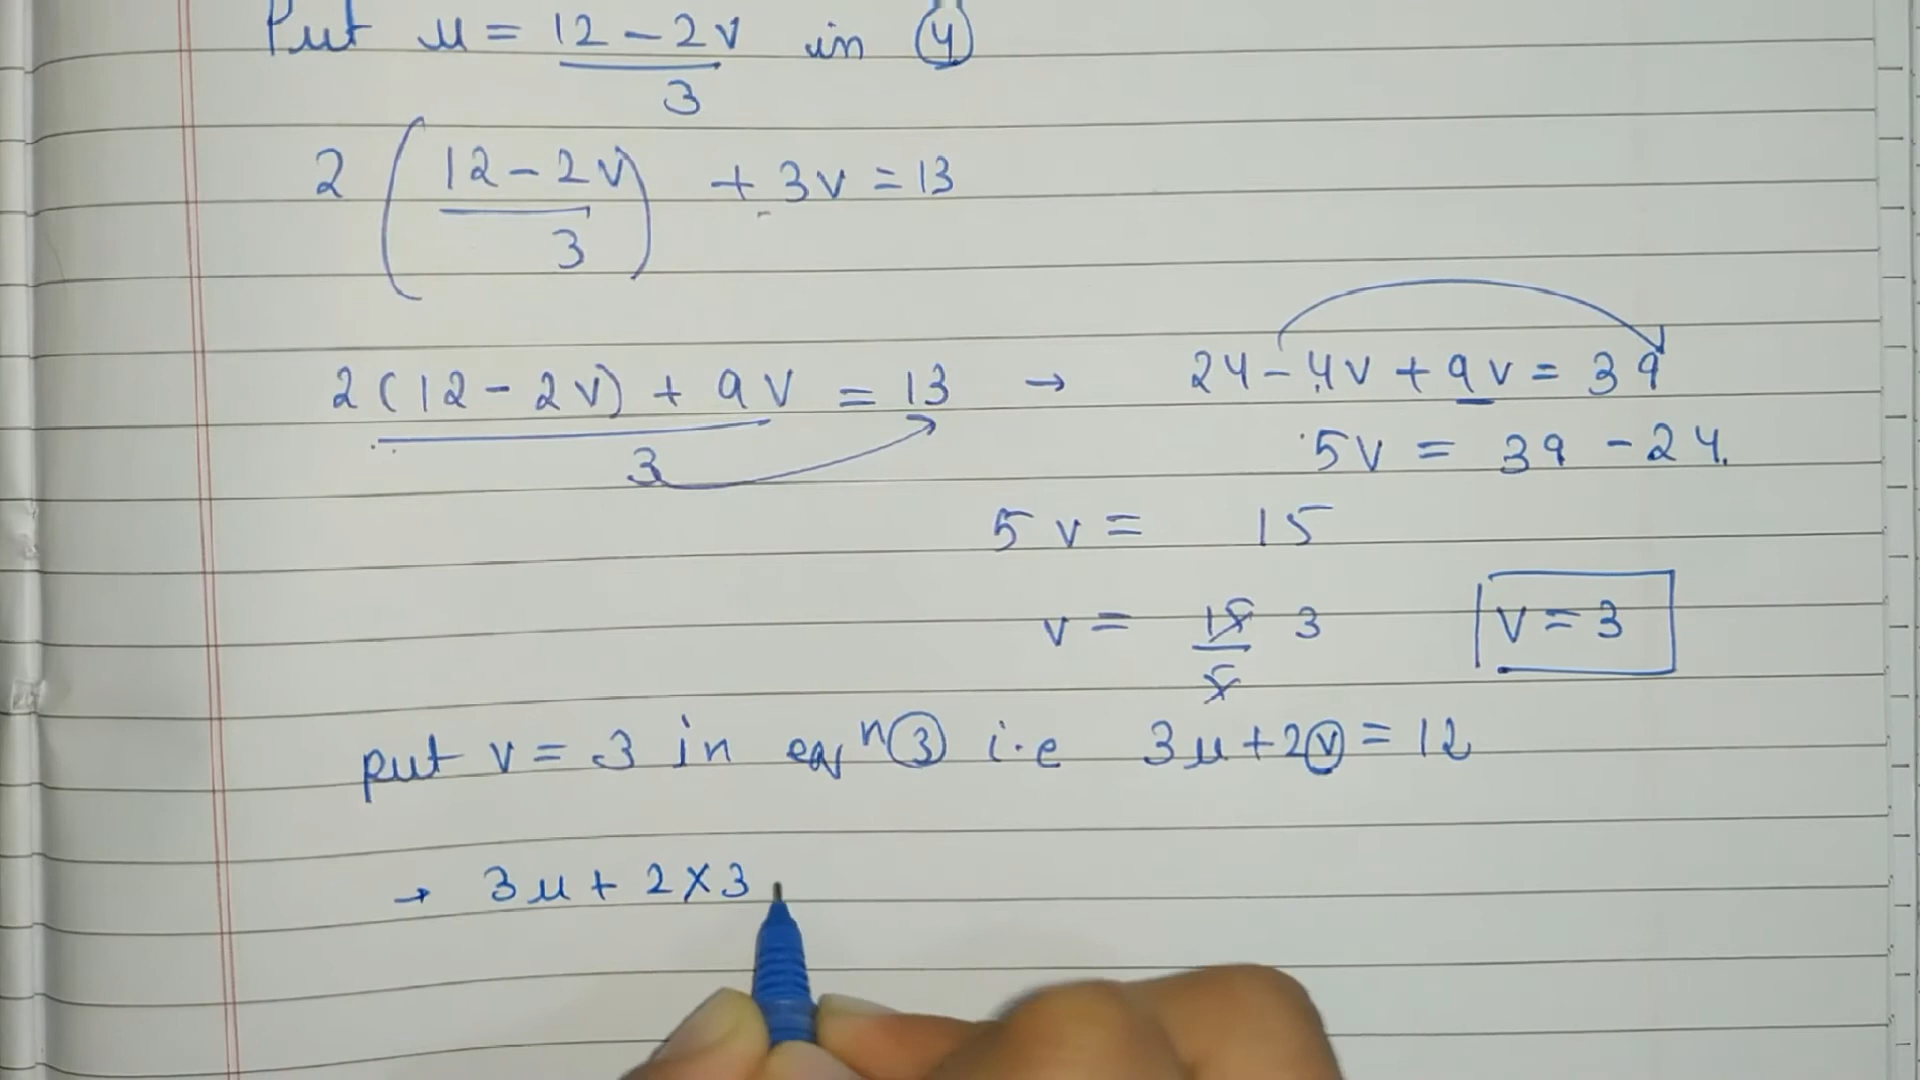 Put u = 12 - 2v in (4)
3
2 ( 12 - 2v ) + 3v = 13
3
2 ( 12 - 2v ) + 9v = 13 → 24 - 4v + 9v = 39
3
5v = 39 - 24.
5v = 15
v = 15 3 v = 3
5
put v = 3 in eqn (3) i.e 3u + 2v = 12
→ 3u + 2 × 3